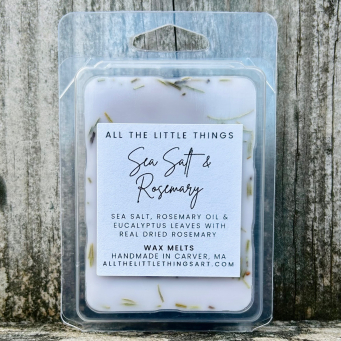 ALL THE LITTLE THINGS
Sea Salt &
Rosemary
SEA SALT, ROSEMARY OIL &
EUCALYPTUS LEAVES WITH
REAL DRIED ROSEMARY
WAX MELTS
HANDMADE IN CARVER, MA
ALLTHELITTLETHINGSART.COM